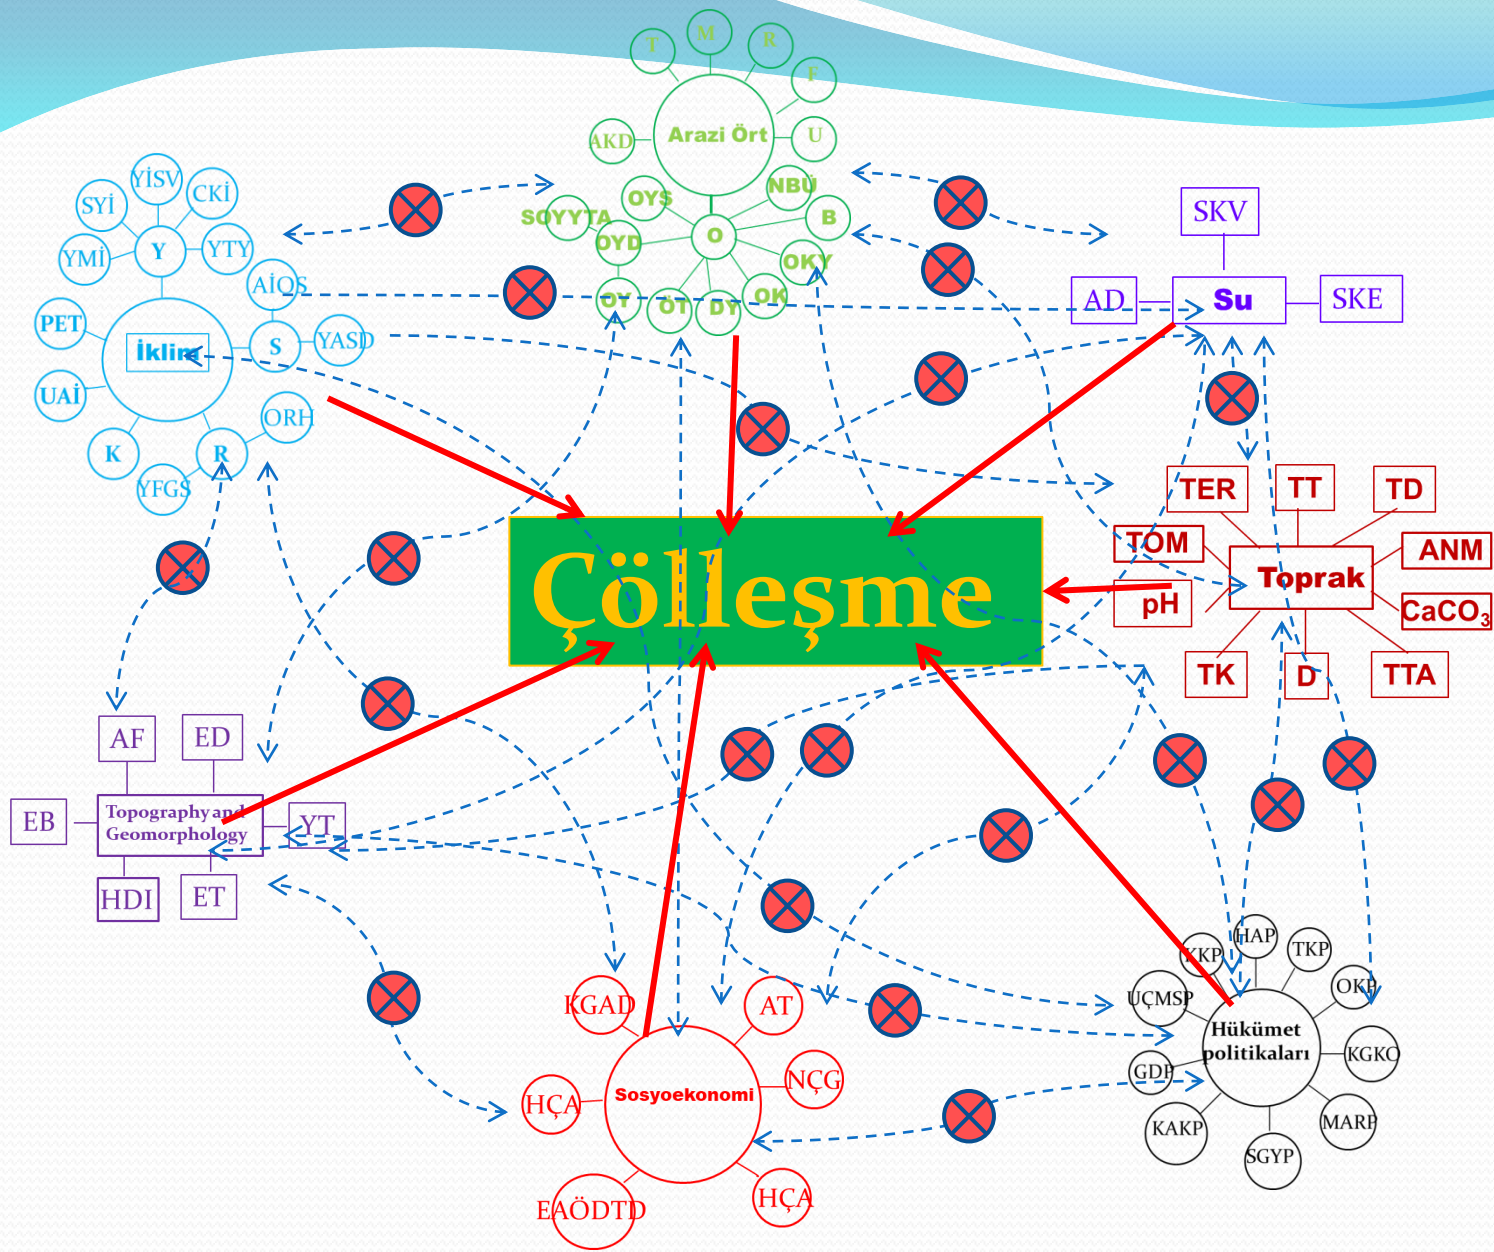 T
M
R
F
U
AKD
Arazi Ört
OYŞ
NBÜ
SOYYTA
OYD
O
B
OKY
OY
ÖT
DY
OK
YİSV
CKİ
SYİ
YMİ
Y
YTY
AİOS
PET
İklim
S
YASD
UAİ
ORH
K
R
YFGS
SKV
AD
Su
SKE
TER
TT
TD
TOM
ANM
Toprak
pH
CaCO₃
TK
D
TTA
Çölleşme
AF
ED
EB
Topography and
Geomorphology
YT
HDI
ET
KGAD
AT
HÇA
Sosyoekonomi
NÇG
EAÖDTD
HÇA
KKP
HAP
TKP
UÇMSP
OKP
Hükümet
politikaları
GDP
KGKO
KAKP
MARP
SGYP